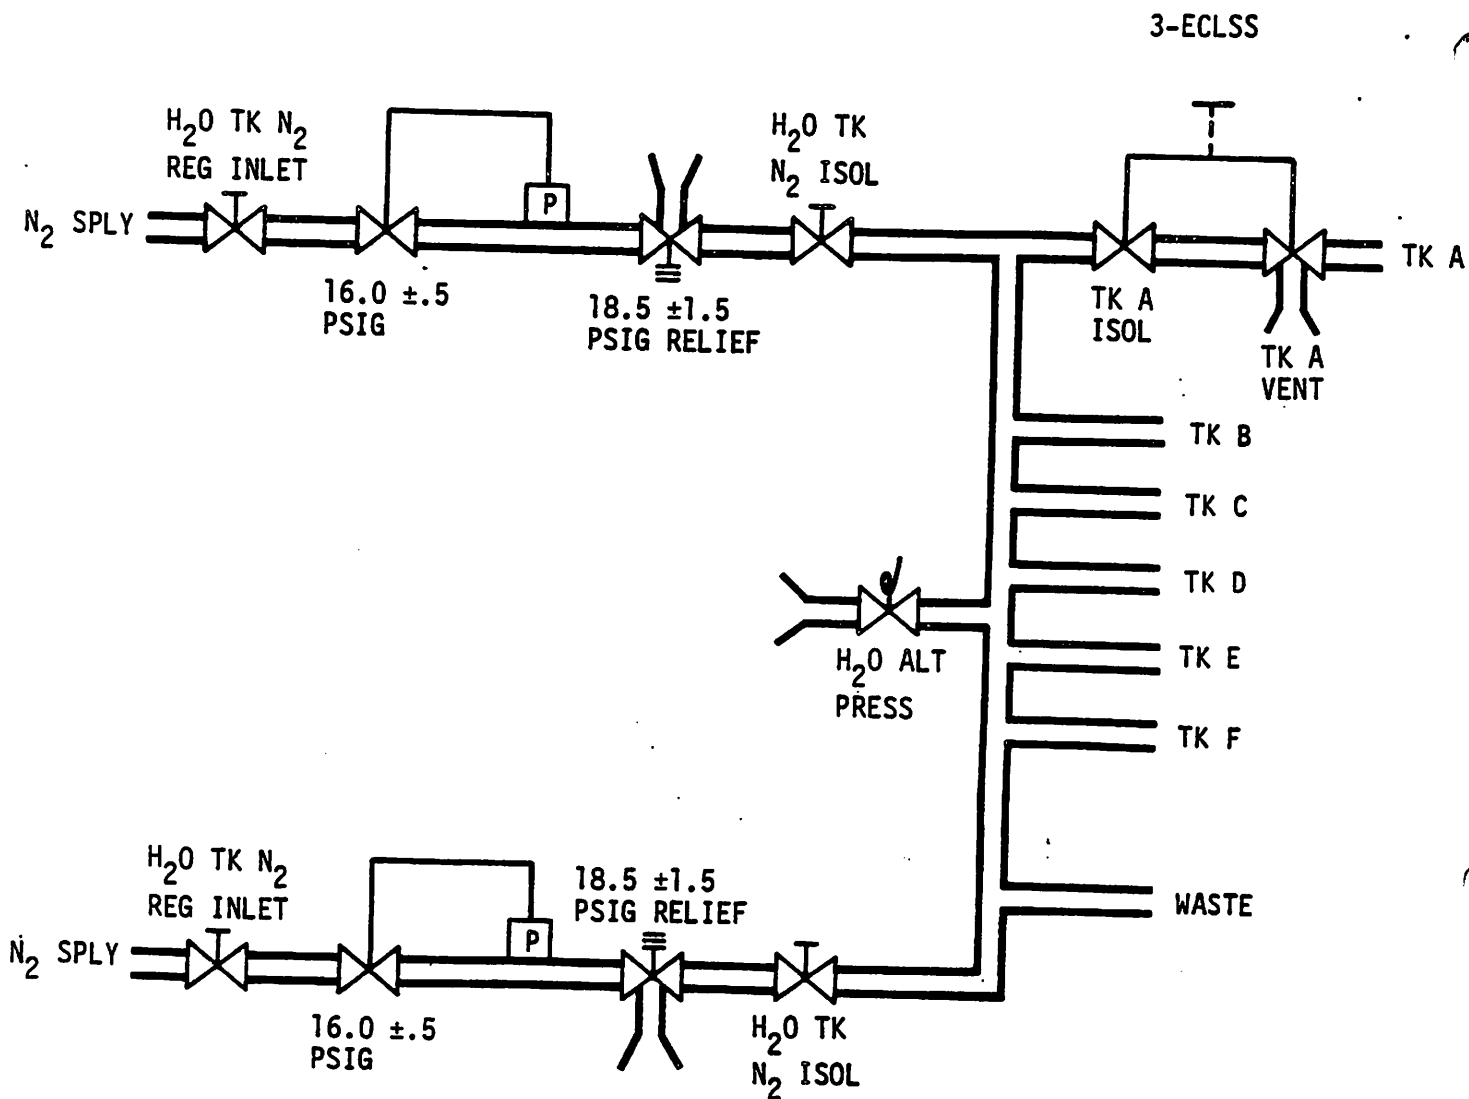 3-ECLSS
H₂O TK N₂
REG INLET
N₂ SPLY
P
16.0 ±.5
PSIG
18.5 ±1.5
PSIG RELIEF
H₂O TK
N₂ ISOL
TK A
ISOL
TK A
VENT
TK A
TK B
TK C
TK D
TK E
TK F
H₂O ALT
PRESS
WASTE
H₂O TK N₂
REG INLET
N₂ SPLY
P
16.0 ±.5
PSIG
18.5 ±1.5
PSIG RELIEF
H₂O TK
N₂ ISOL